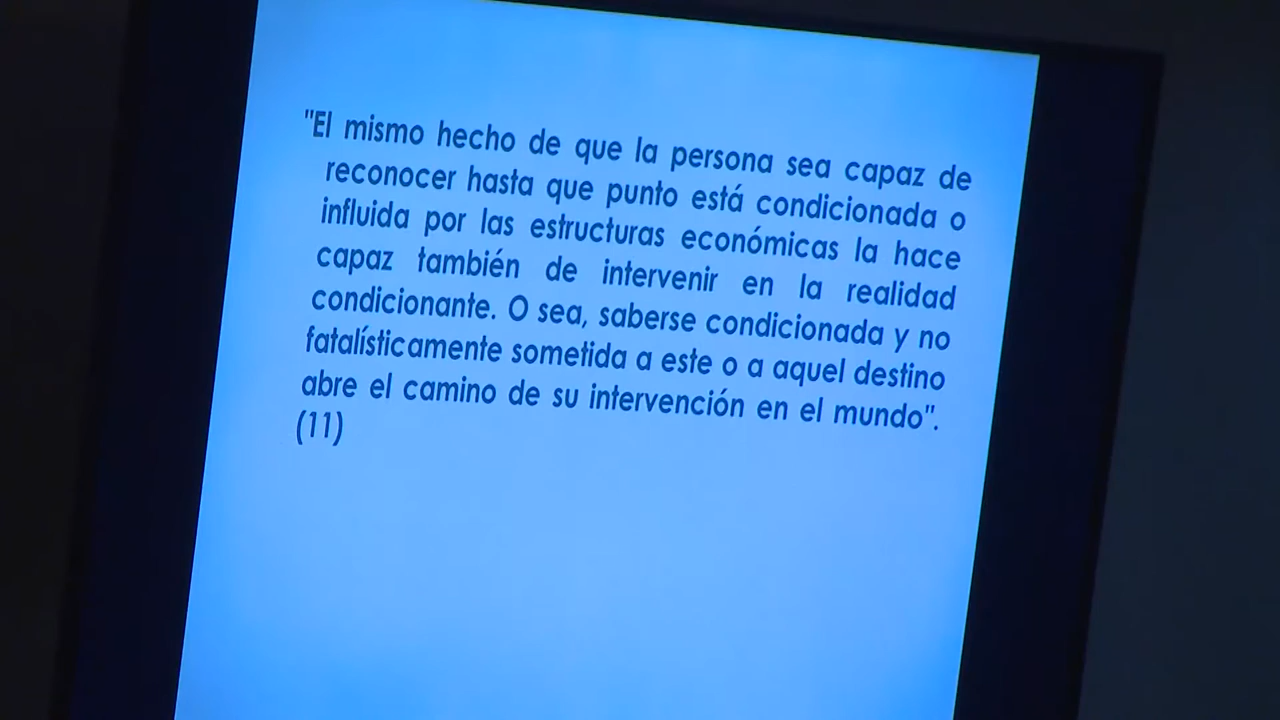 "El mismo hecho de que la persona sea capaz de
reconocer hasta que punto está condicionada o
influida por las estructuras económicas la hace
capaz también de intervenir en la realidad
condicionante. O sea, saberse condicionada y no
fatalísticamente sometida a este o a aquel destino
abre el camino de su intervención en el mundo".
(11)